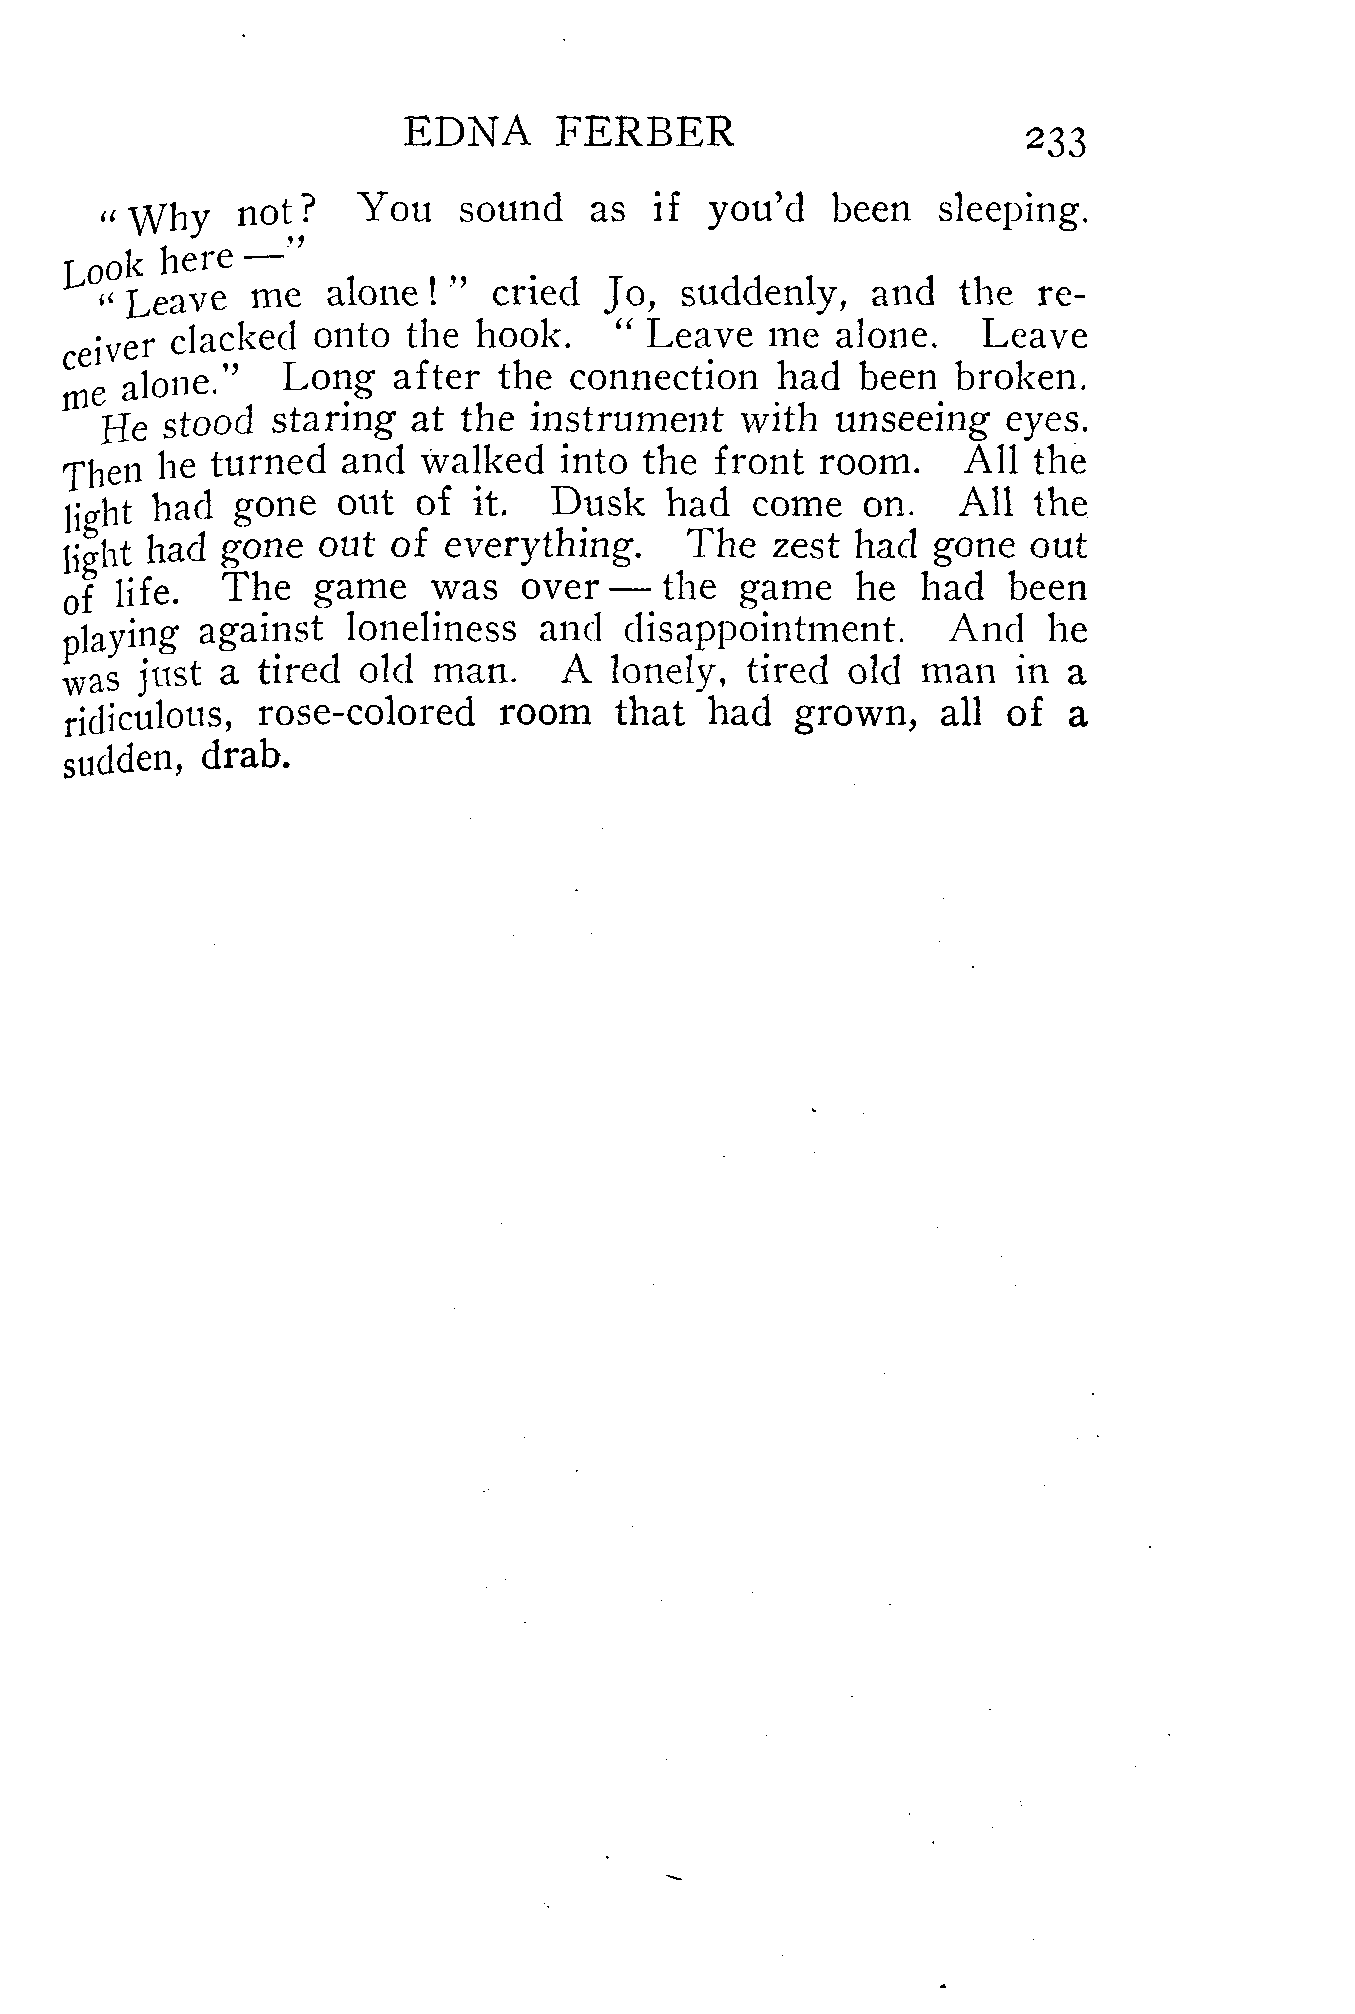 EDNA FERBER 233
" Why not? You sound as if you'd been sleeping.
Look here —"
" Leave me alone! " cried Jo, suddenly, and the re-
ceiver clacked onto the hook. " Leave me alone. Leave
me alone." Long after the connection had been broken.
He stood staring at the instrument with unseeing eyes.
Then he turned and walked into the front room. All the
light had gone out of it. Dusk had come on. All the
light had gone out of everything. The zest had gone out
of life. The game was over — the game he had been
playing against loneliness and disappointment. And he
was just a tired old man. A lonely, tired old man in a
ridiculous, rose-colored room that had grown, all of a
sudden, drab.